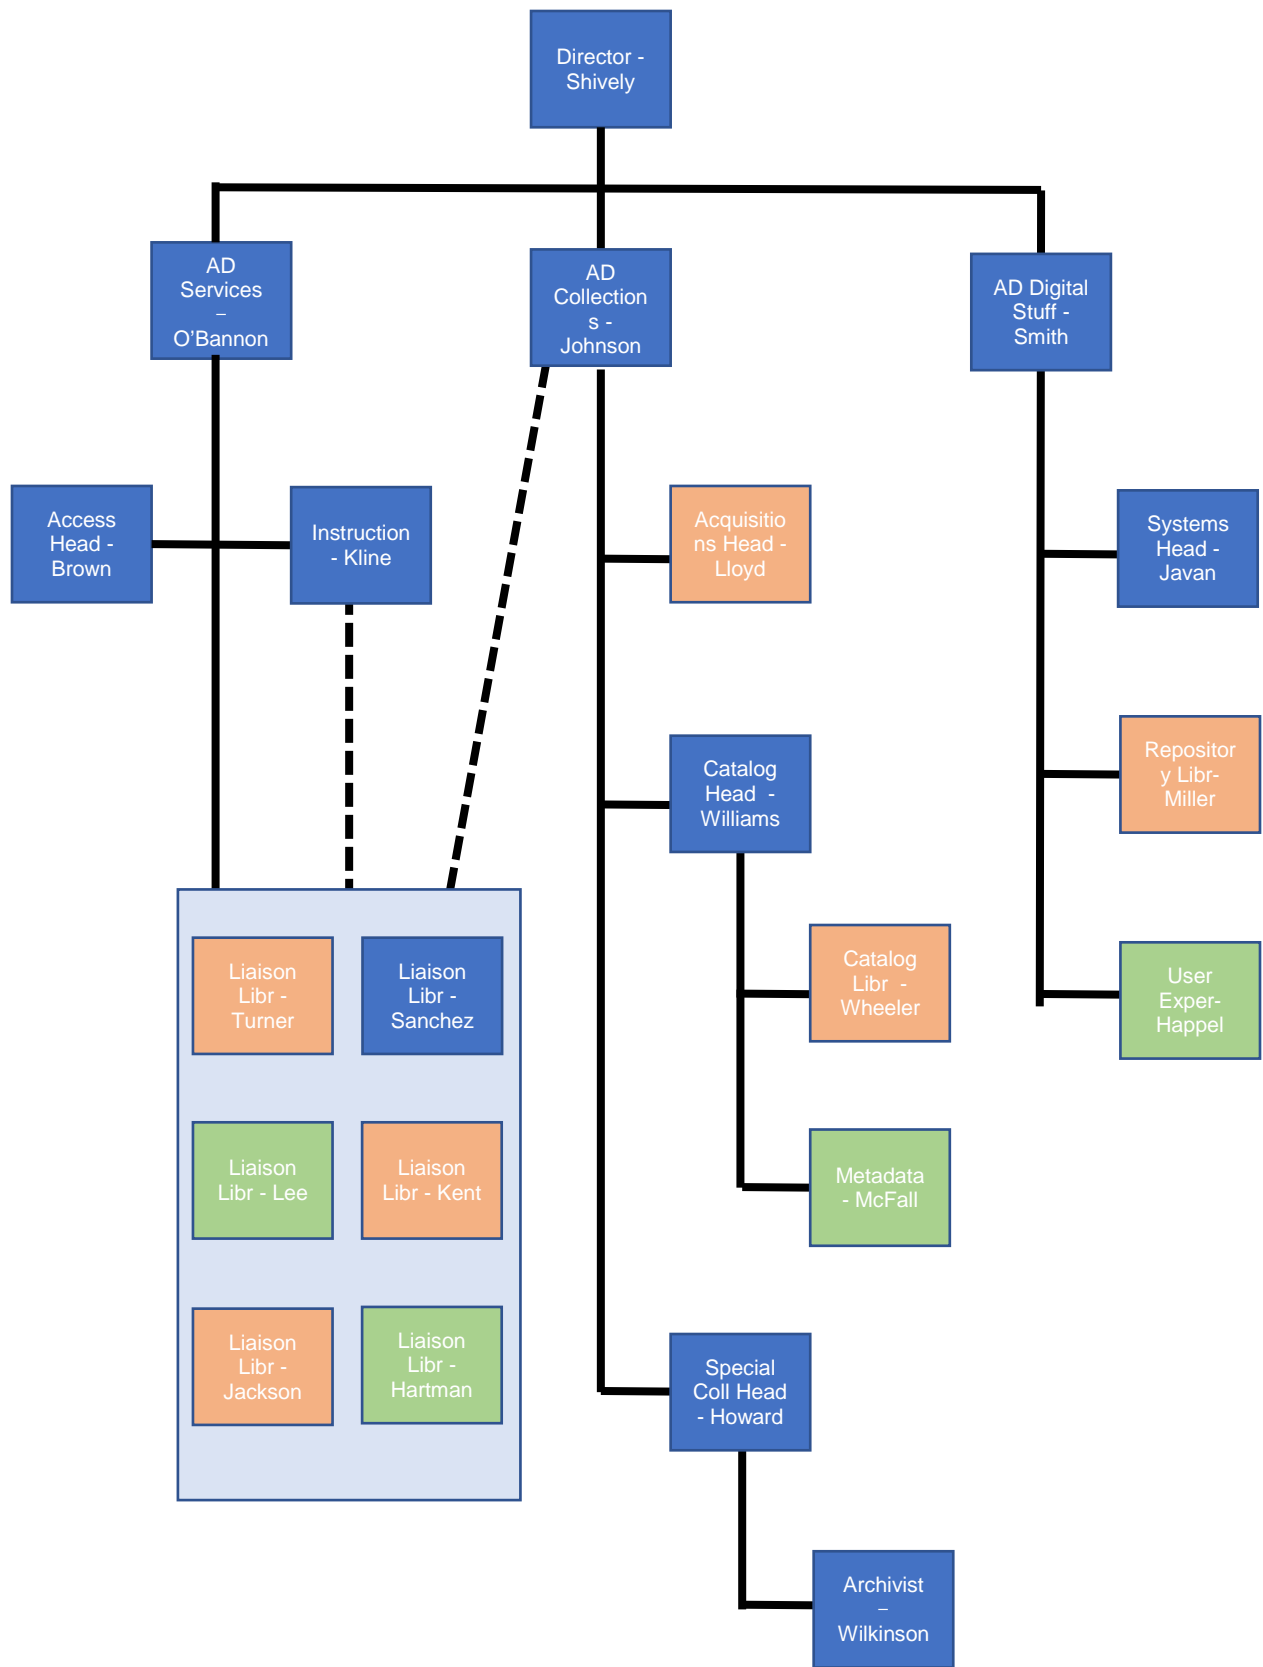 Director -
Shively
AD
Services
–
O’Bannon
AD
Collection
s -
Johnson
AD Digital
Stuff -
Smith
Access
Head -
Brown
Instruction
- Kline
Acquisitio
ns Head -
Lloyd
Systems
Head -
Javan
Catalog
Head  -
Williams
Repositor
y Libr-
Miller
Liaison
Libr -
Turner
Liaison
Libr -
Sanchez
Catalog
Libr  -
Wheeler
User
Exper-
Happel
Liaison
Libr - Lee
Liaison
Libr - Kent
Metadata
- McFall
Liaison
Libr -
Jackson
Liaison
Libr -
Hartman
Special
Coll Head
- Howard
Archivist
–
Wilkinson